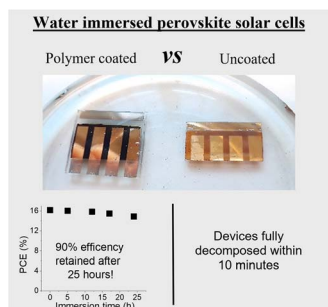 Water immersed perovskite solar cells
Polymer coated vs Uncoated
16
12
8
4
0
PCE (%)
90% efficency
retained after
25 hours!
0 5 10 15 20 25
Immersion time (h)
Devices fully
decomposed within
10 minutes